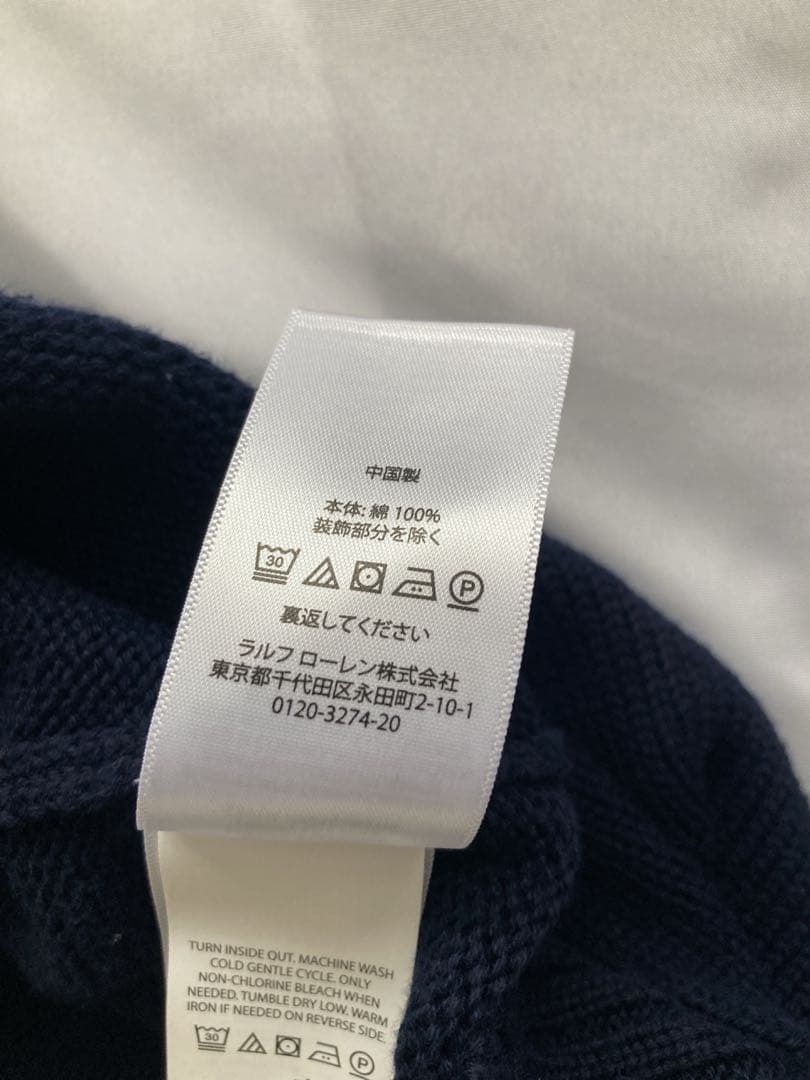 中国製
本体: 綿 100%
装飾部分を除く
30
P
裏返してください
ラルフ ローレン株式会社
東京都千代田区永田町2-10-1
0120-3274-20
TURN INSIDE OUT. MACHINE WASH
COLD GENTLE CYCLE. ONLY
NON-CHLORINE BLEACH WHEN
NEEDED. TUMBLE DRY LOW. WARM
IRON IF NEEDED ON REVERSE SIDE.
30
P